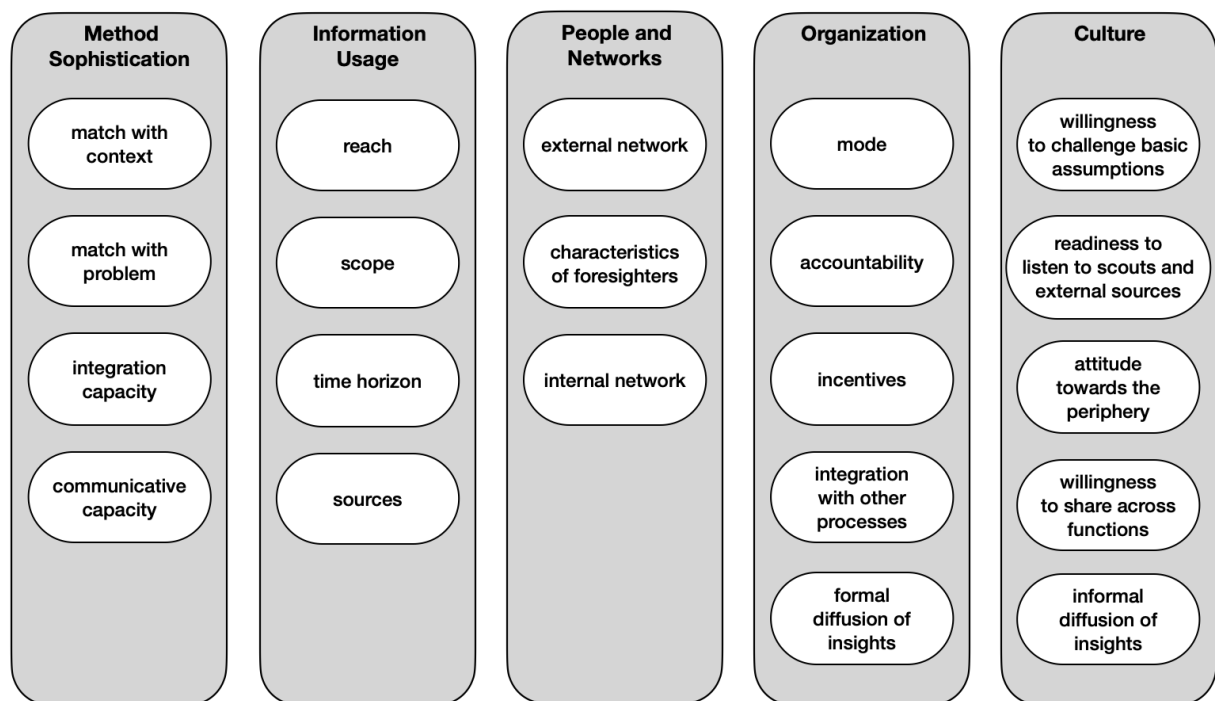 Method
Sophistication
match with
context
match with
problem
integration
capacity
communicative
capacity
Information
Usage
reach
scope
time horizon
sources
People and
Networks
external network
characteristics
of foresighters
internal network
Organization
mode
accountability
incentives
integration
with other
processes
formal
diffusion of
insights
Culture
willingness
to challenge basic
assumptions
readiness to
listen to scouts and
external sources
attitude
towards the
periphery
willingness
to share across
functions
informal
diffusion of
insights